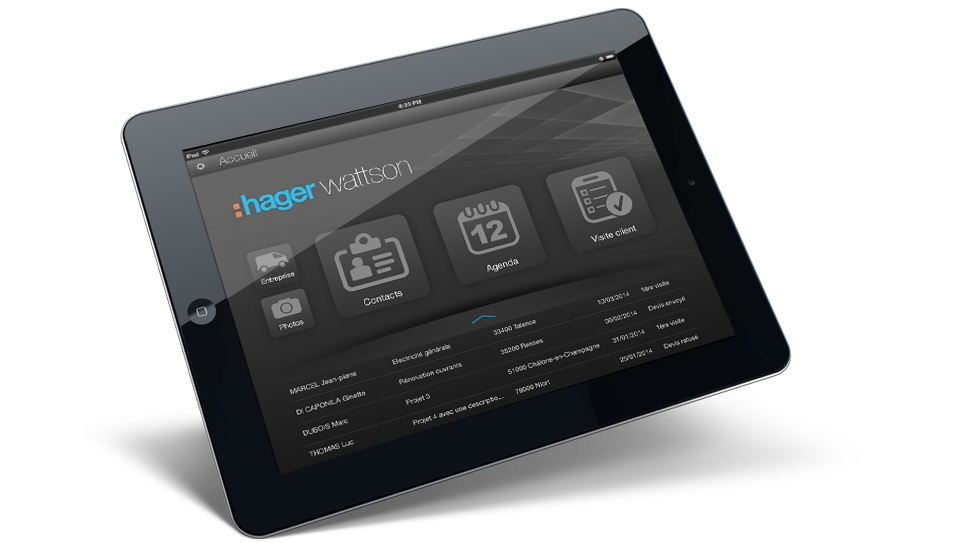 iPad
4:39 PM
Accueil
:hager wattson
Entreprise
Photos
Contacts
12
Agenda
Visite client
MARCEL Jean-pierre Electricité générale 33400 Talence 10/03/2014 1ère visite
DI CAPONILA Ginette Rénovation ouvrants 35200 Rennes 06/02/2014 Devis envoyé
DUBOIS Marc Projet 3 51000 Châlons-en-Champagne 31/01/2014 1ère visite
THOMAS Luc Projet 4 avec une descriptio... 79000 Niort 25/01/2014 Devis refusé